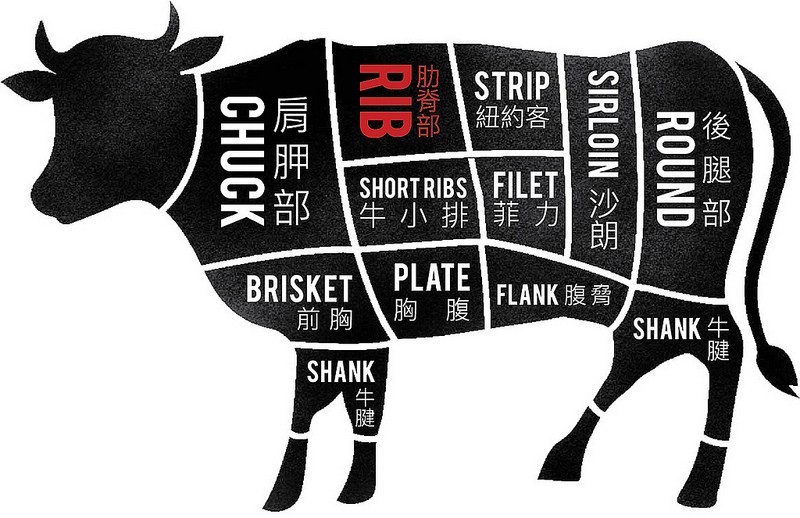 CHUCK
肩胛部
RIB
肋脊部
STRIP
紐約客
SIRLOIN
沙朗
ROUND
後腿部
SHORT RIBS
牛小排
FILET
菲力
BRISKET
前胸
PLATE
胸腹
FLANK 腹脅
SHANK
牛腱
SHANK
牛腱